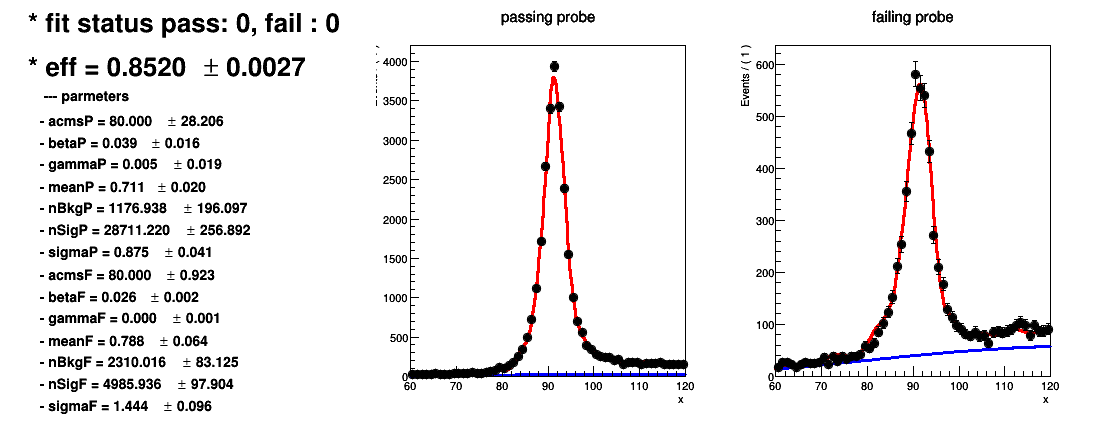 * fit status pass: 0, fail : 0
* eff = 0.8520 ± 0.0027
--- parmeters
- acmsP = 80.000 ± 28.206
- betaP = 0.039 ± 0.016
- gammaP = 0.005 ± 0.019
- meanP = 0.711 ± 0.020
- nBkgP = 1176.938 ± 196.097
- nSigP = 28711.220 ± 256.892
- sigmaP = 0.875 ± 0.041
- acmsF = 80.000 ± 0.923
- betaF = 0.026 ± 0.002
- gammaF = 0.000 ± 0.001
- meanF = 0.788 ± 0.064
- nBkgF = 2310.016 ± 83.125
- nSigF = 4985.936 ± 97.904
- sigmaF = 1.444 ± 0.096
passing probe
4000
3500
3000
2500
2000
1500
1000
500
0
60 70 80 90 100 110 120
x
failing probe
Events / ( 1 )
600
500
400
300
200
100
0
60 70 80 90 100 110 120
x